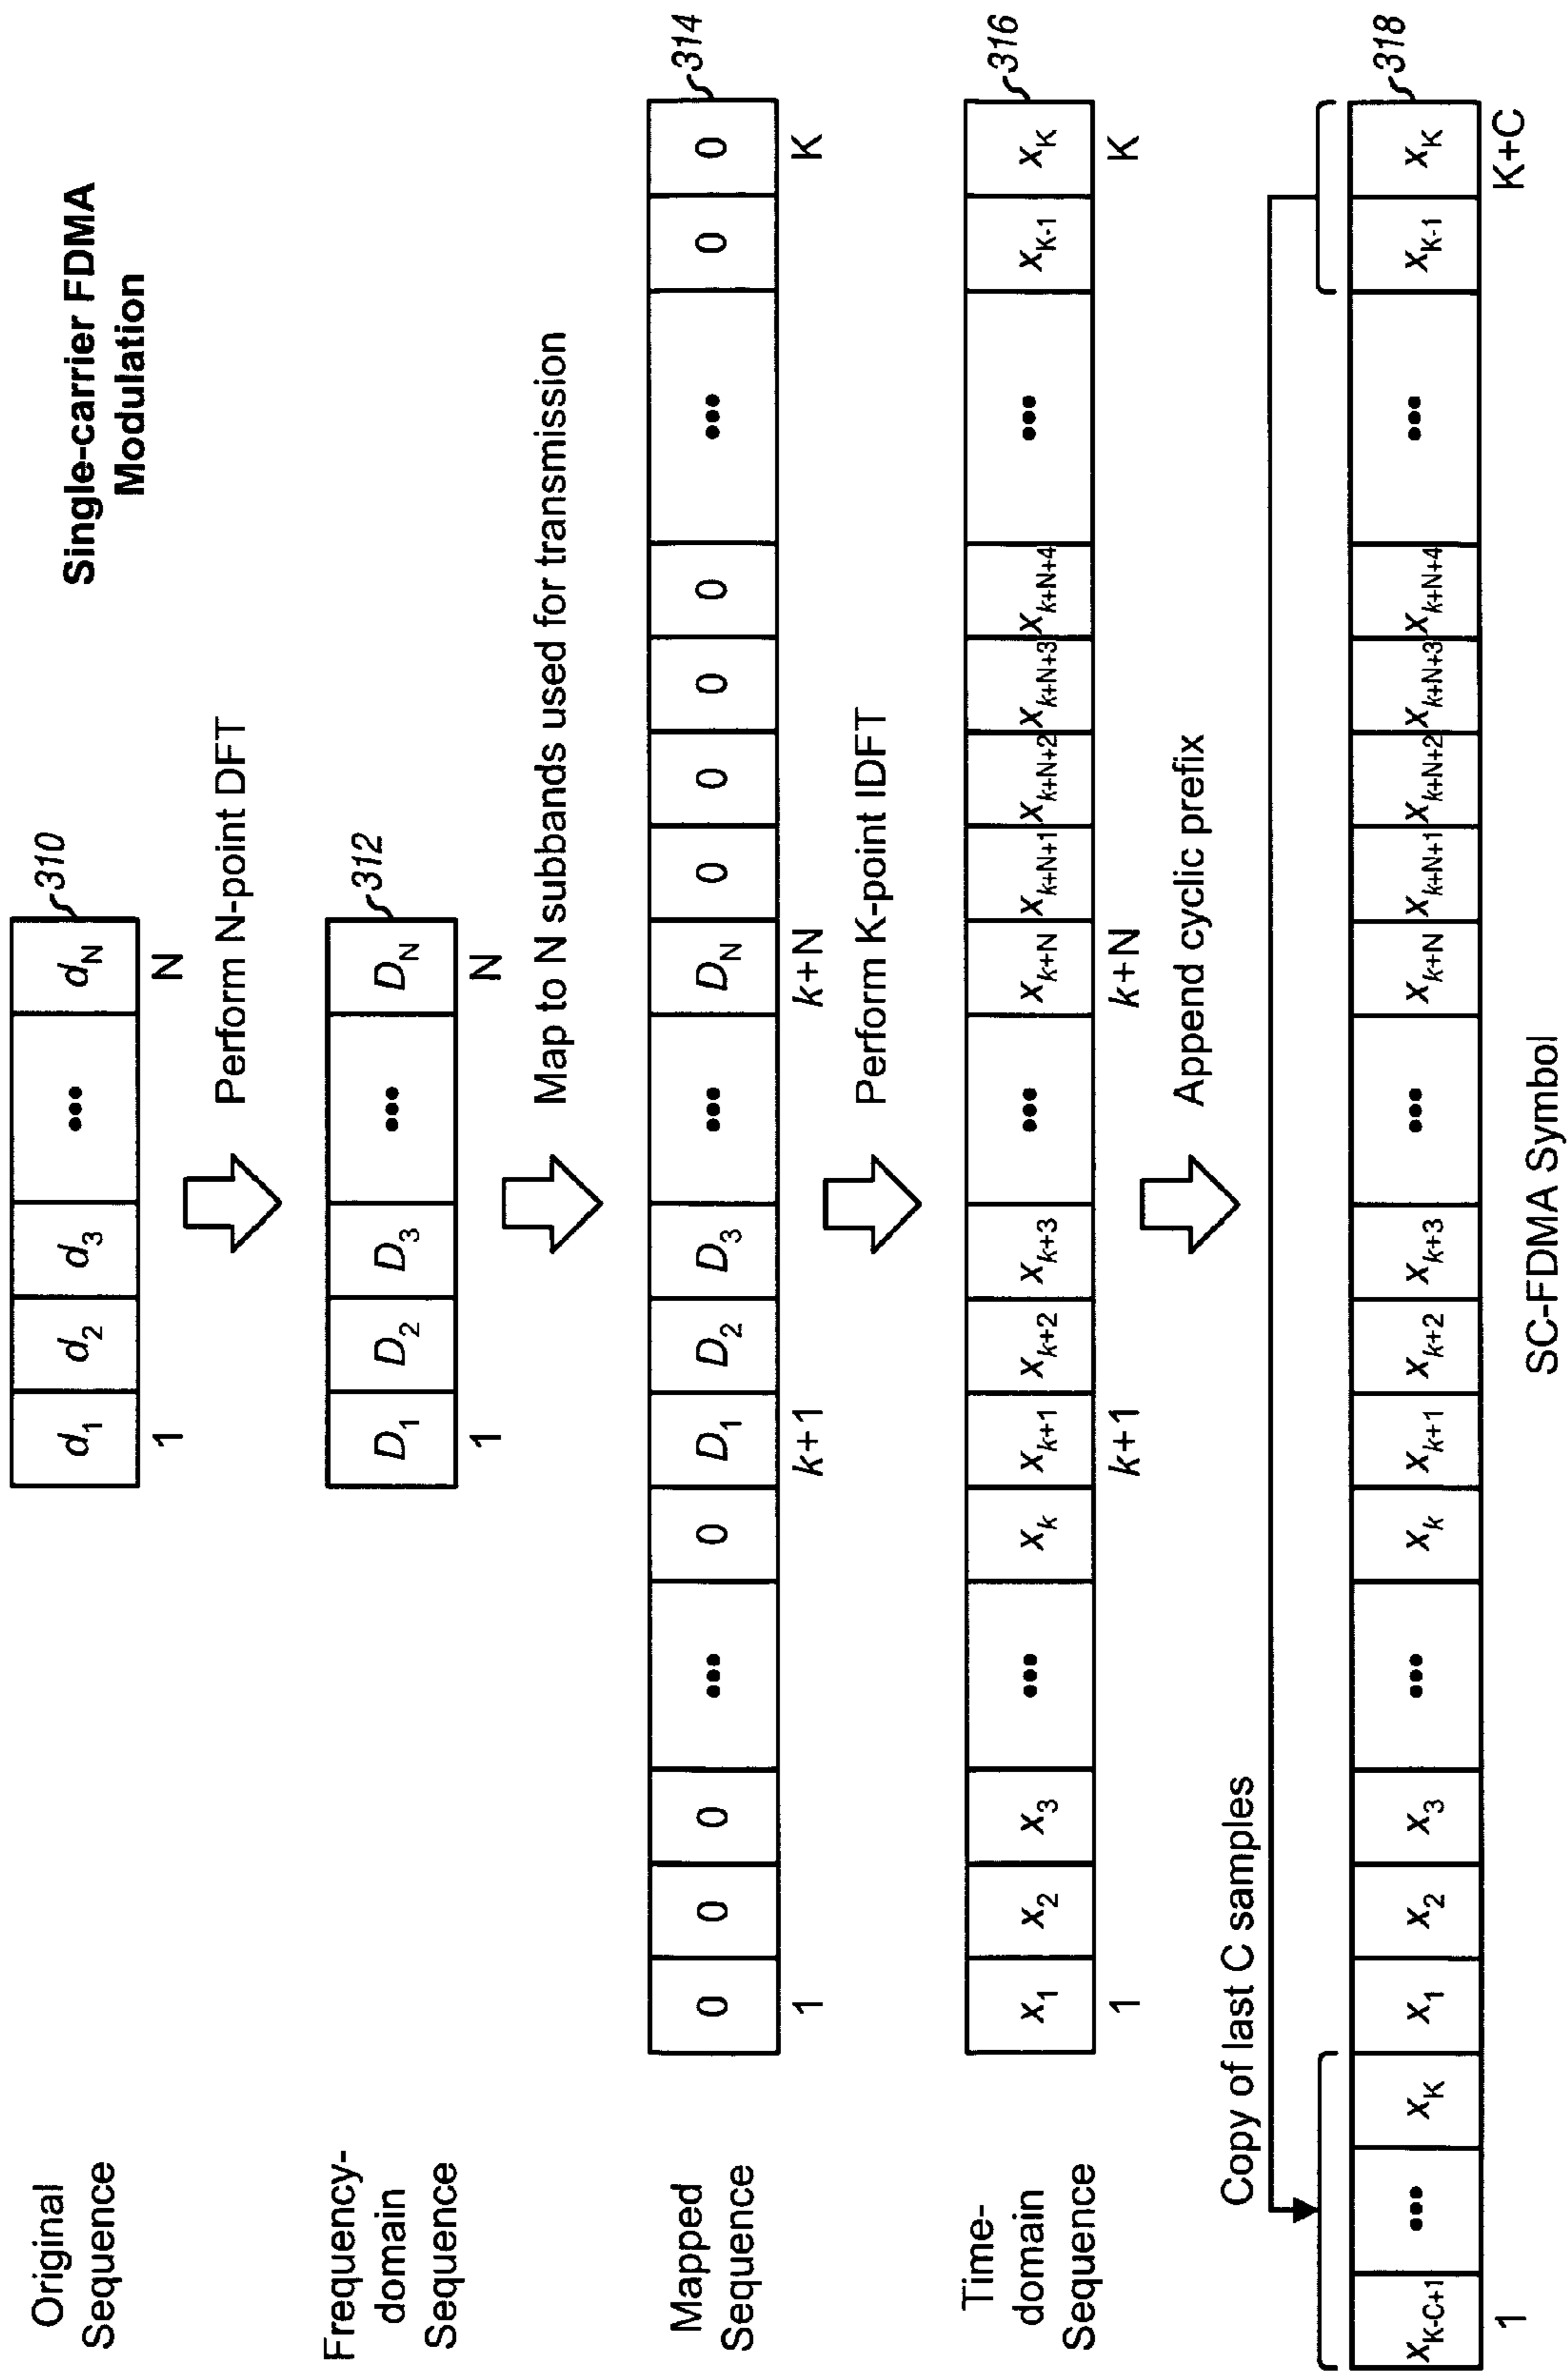 Single-carrier FDMA
Modulation
Original
Sequence
d1 d2 d3 ••• dN 310
1 N
Perform N-point DFT
Frequency-
domain
Sequence
D1 D2 D3 ••• DN 312
1 N
Map to N subbands used for transmission
Mapped
Sequence
0 0 0 ••• 0 D1 D2 D3 ••• DN 0 0 0 0 ••• 0 0 314
1 k+1 k+N K
Perform K-point IDFT
Time-
domain
Sequence
x1 x2 x3 ••• xk xk+1 xk+2 xk+3 ••• xk+N xk+N+1 xk+N+2 xk+N+3 xk+N+4 ••• xK-1 xK 316
1 k+1 k+N K
Append cyclic prefix
Copy of last C samples
xK-C+1 ••• xK x1 x2 x3 ••• xk xk+1 xk+2 xk+3 ••• xk+N xk+N+1 xk+N+2 xk+N+3 xk+N+4 ••• xK-1 xK 318
1 K+C
SC-FDMA Symbol